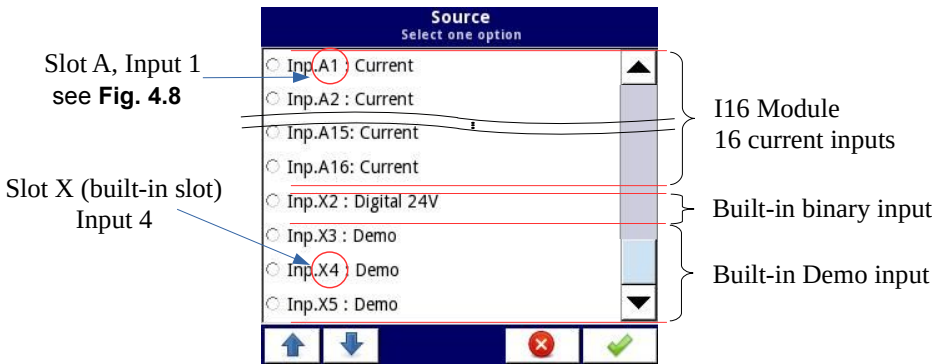 Source
Select one option
Slot A, Input 1
see Fig. 4.8
Inp.A1 : Current
Inp.A2 : Current
Inp.A15: Current
Inp.A16: Current
I16 Module
16 current inputs
Slot X (built-in slot)
Input 4
Inp.X2 : Digital 24V
Built-in binary input
Inp.X3 : Demo
Inp.X4 : Demo
Inp.X5 : Demo
Built-in Demo input